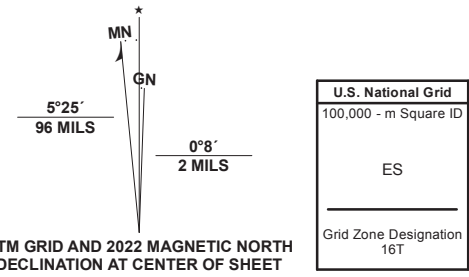 MN
GN
5°25´
96 MILS
0°8´
2 MILS
TM GRID AND 2022 MAGNETIC NORTH
DECLINATION AT CENTER OF SHEET
U.S. National Grid
100,000 - m Square ID
ES
Grid Zone Designation
16T